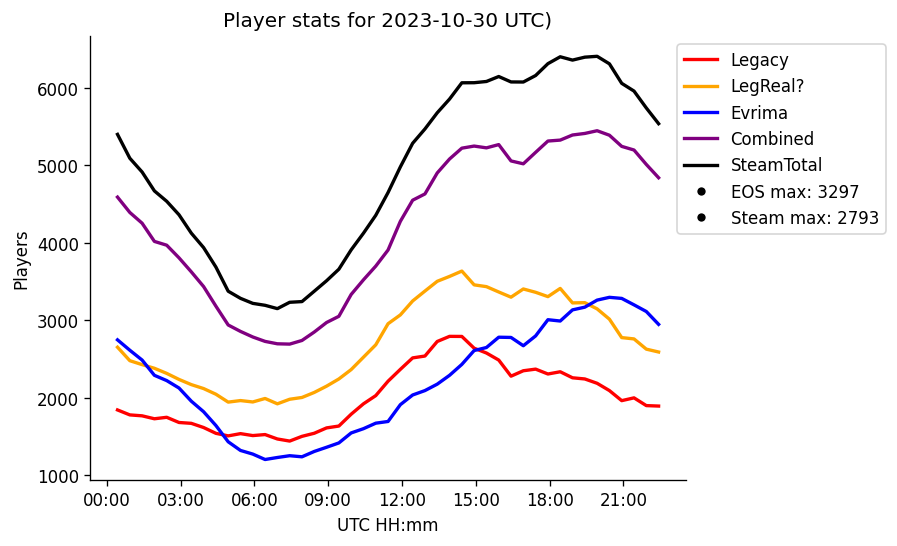 Player stats for 2023-10-30 UTC)
Legacy
LegReal?
Evrima
Combined
SteamTotal
EOS max: 3297
Steam max: 2793
Players
6000
5000
4000
3000
2000
1000
00:00 03:00 06:00 09:00 12:00 15:00 18:00 21:00
UTC HH:mm